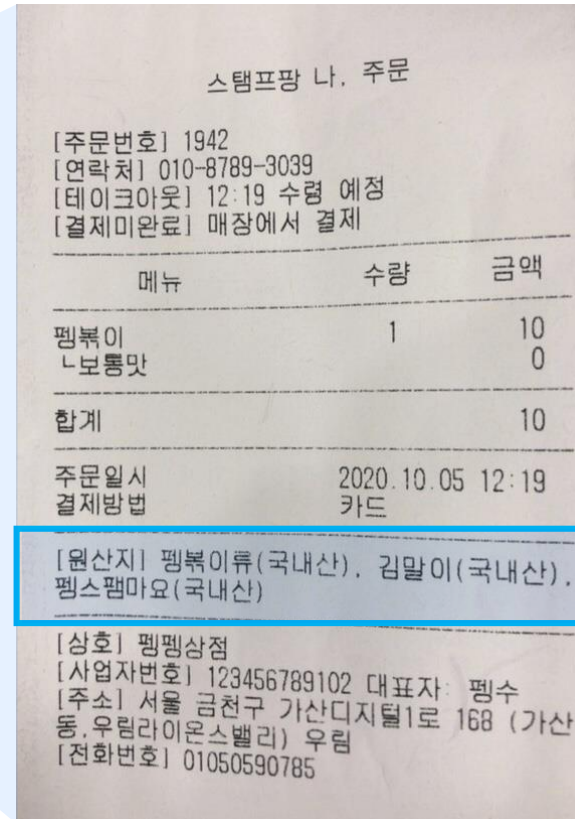 스탬프팡 나, 주문
[주문번호] 1942
[연락처] 010-8789-3039
[테이크아웃] 12:19 수령 예정
[결제미완료] 매장에서 결제
메뉴 수량 금액
펭볶이 1 10
└보통맛 0
합계 10
주문일시 2020.10.05 12:19
결제방법 카드
[원산지] 펭볶이류(국내산), 김말이(국내산),
펭스팸마요(국내산)
[상호] 펭펭상점
[사업자번호] 123456789102 대표자: 펭수
[주소] 서울 금천구 가산디지털1로 168 (가산
동,우림라이온스밸리) 우림
[전화번호] 01050590785